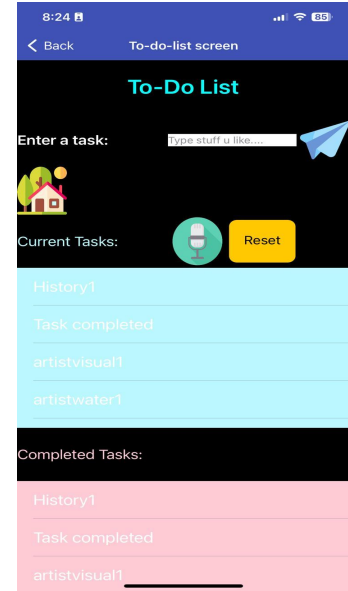 8:24 85
Back To-do-list screen
To-Do List
Enter a task: Type stuff u like....
Current Tasks: Reset
History1
Task completed
artistvisual1
artistwater1
Completed Tasks:
History1
Task completed
artistvisual1